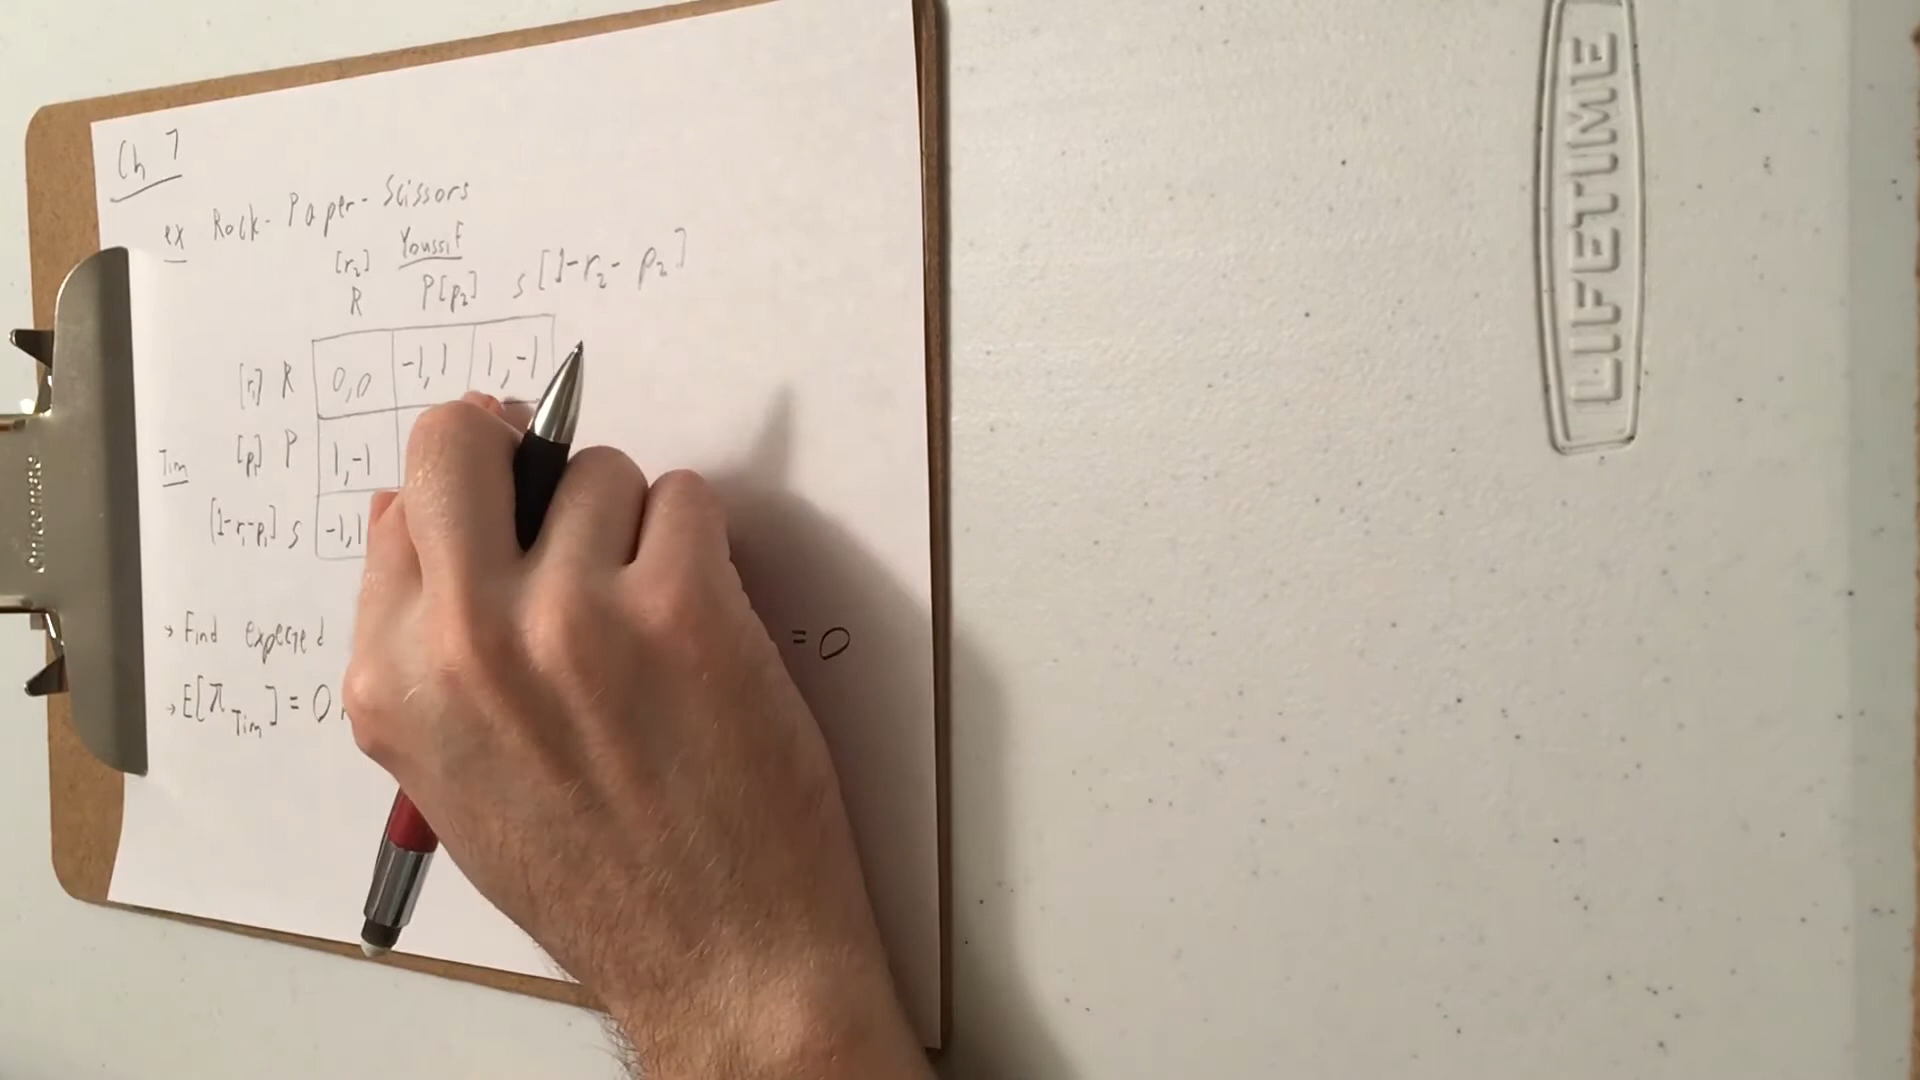 Ch 7
ex Rock-Paper-Scissors
Youssif
[r₂] P[p₂] s[1-r₂-p₂]
R
[r₁] R 0,0 -1,1 1,-1
Tim [p₁] P 1,-1
[1-r₁-p₁] s -1,1
→ Find expected = 0
→ E[π Tim] = 0
Officemate
LIFETIME